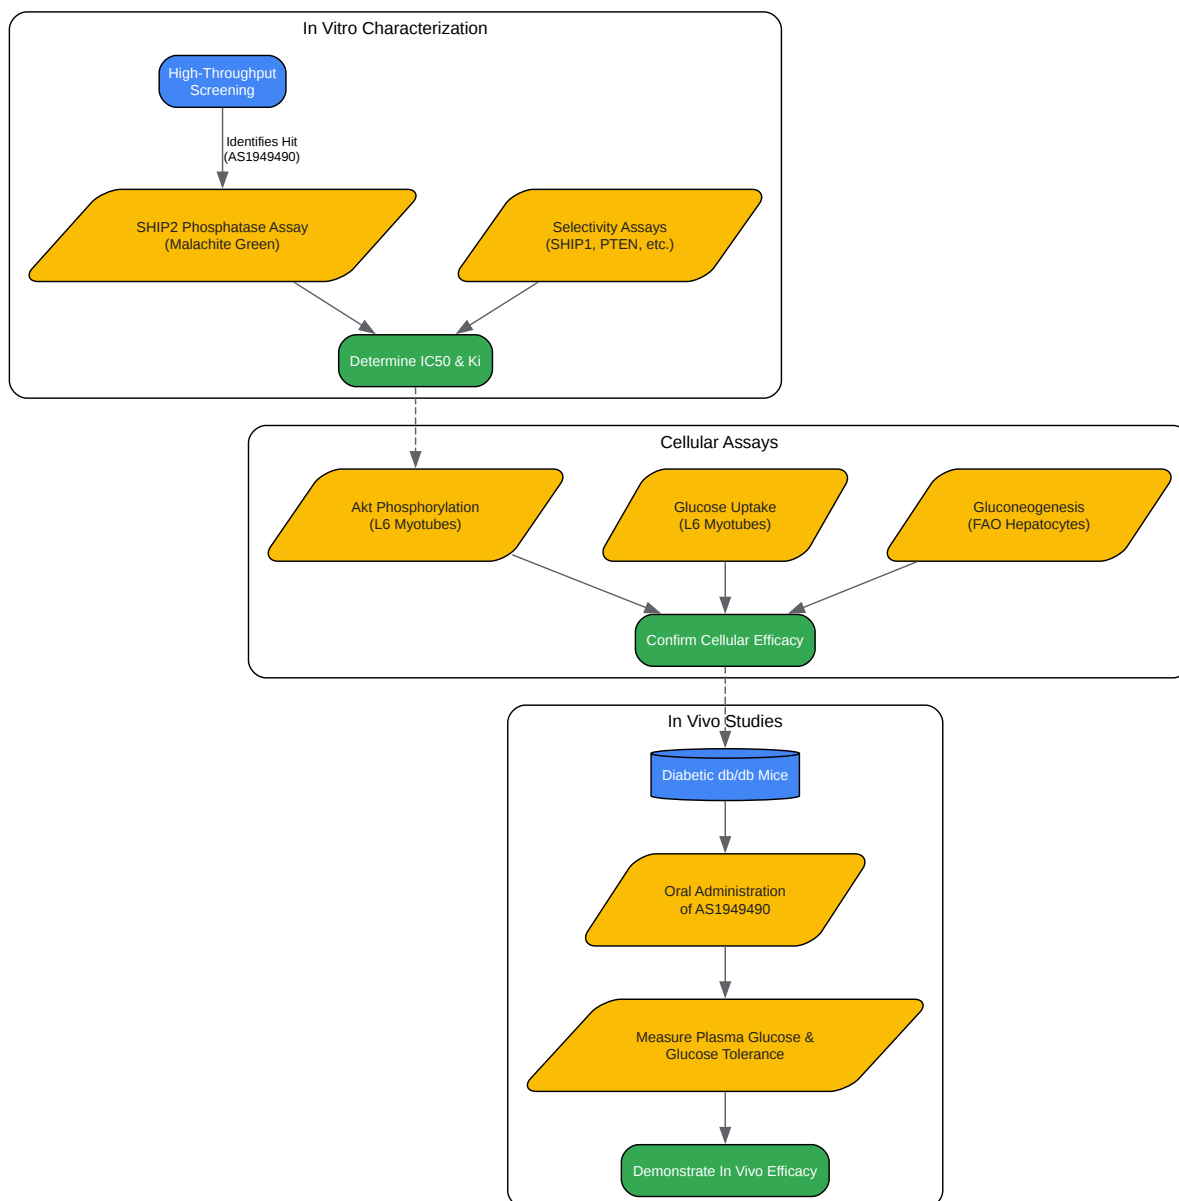 In Vitro Characterization
High-Throughput
Screening
Identifies Hit
(AS1949490)
SHIP2 Phosphatase Assay
(Malachite Green)
Selectivity Assays
(SHIP1, PTEN, etc.)
Determine IC50 & Ki
Cellular Assays
Akt Phosphorylation
(L6 Myotubes)
Glucose Uptake
(L6 Myotubes)
Gluconeogenesis
(FAO Hepatocytes)
Confirm Cellular Efficacy
In Vivo Studies
Diabetic db/db Mice
Oral Administration
of AS1949490
Measure Plasma Glucose &
Glucose Tolerance
Demonstrate In Vivo Efficacy